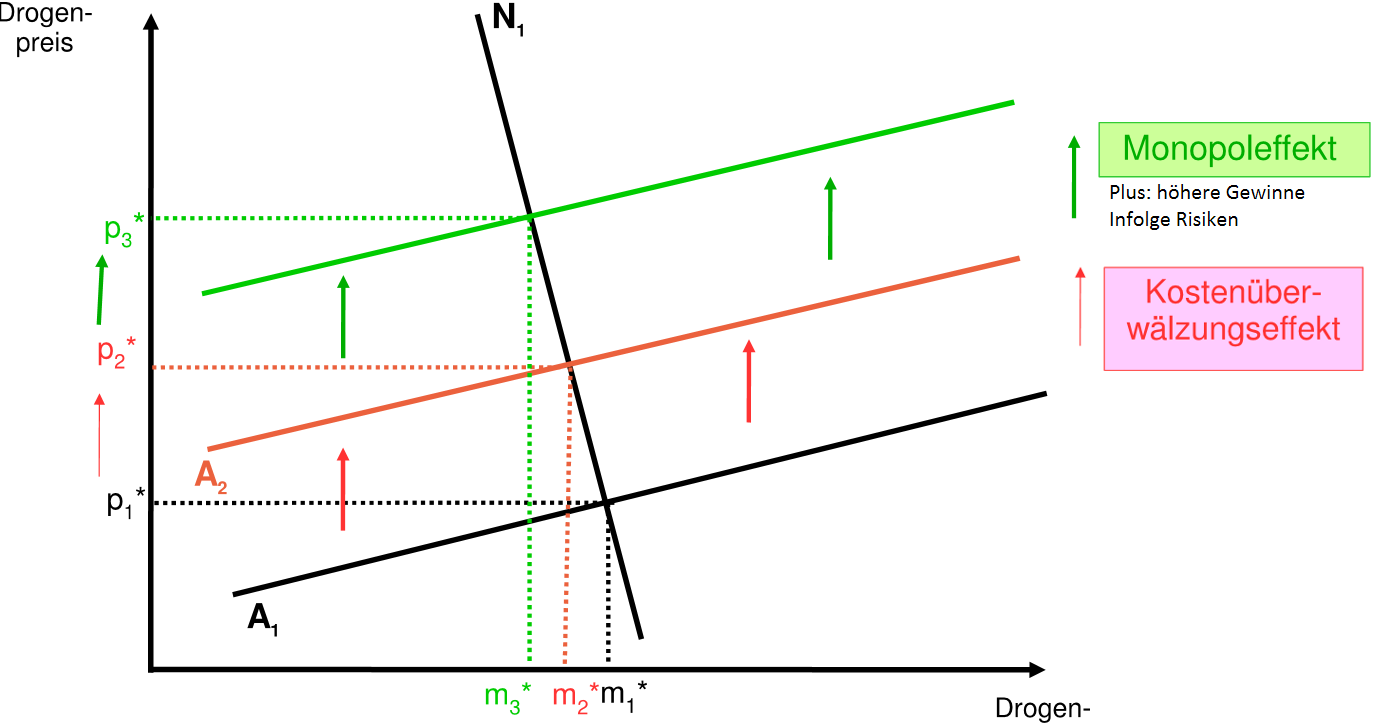 Drogen-
preis
N₁
Monopoleffekt
Plus: höhere Gewinne
Infolge Risiken
p₃*
Kostenüber-
wälzungseffekt
p₂*
A₂
p₁*
A₁
m₃* m₂* m₁*
Drogen-